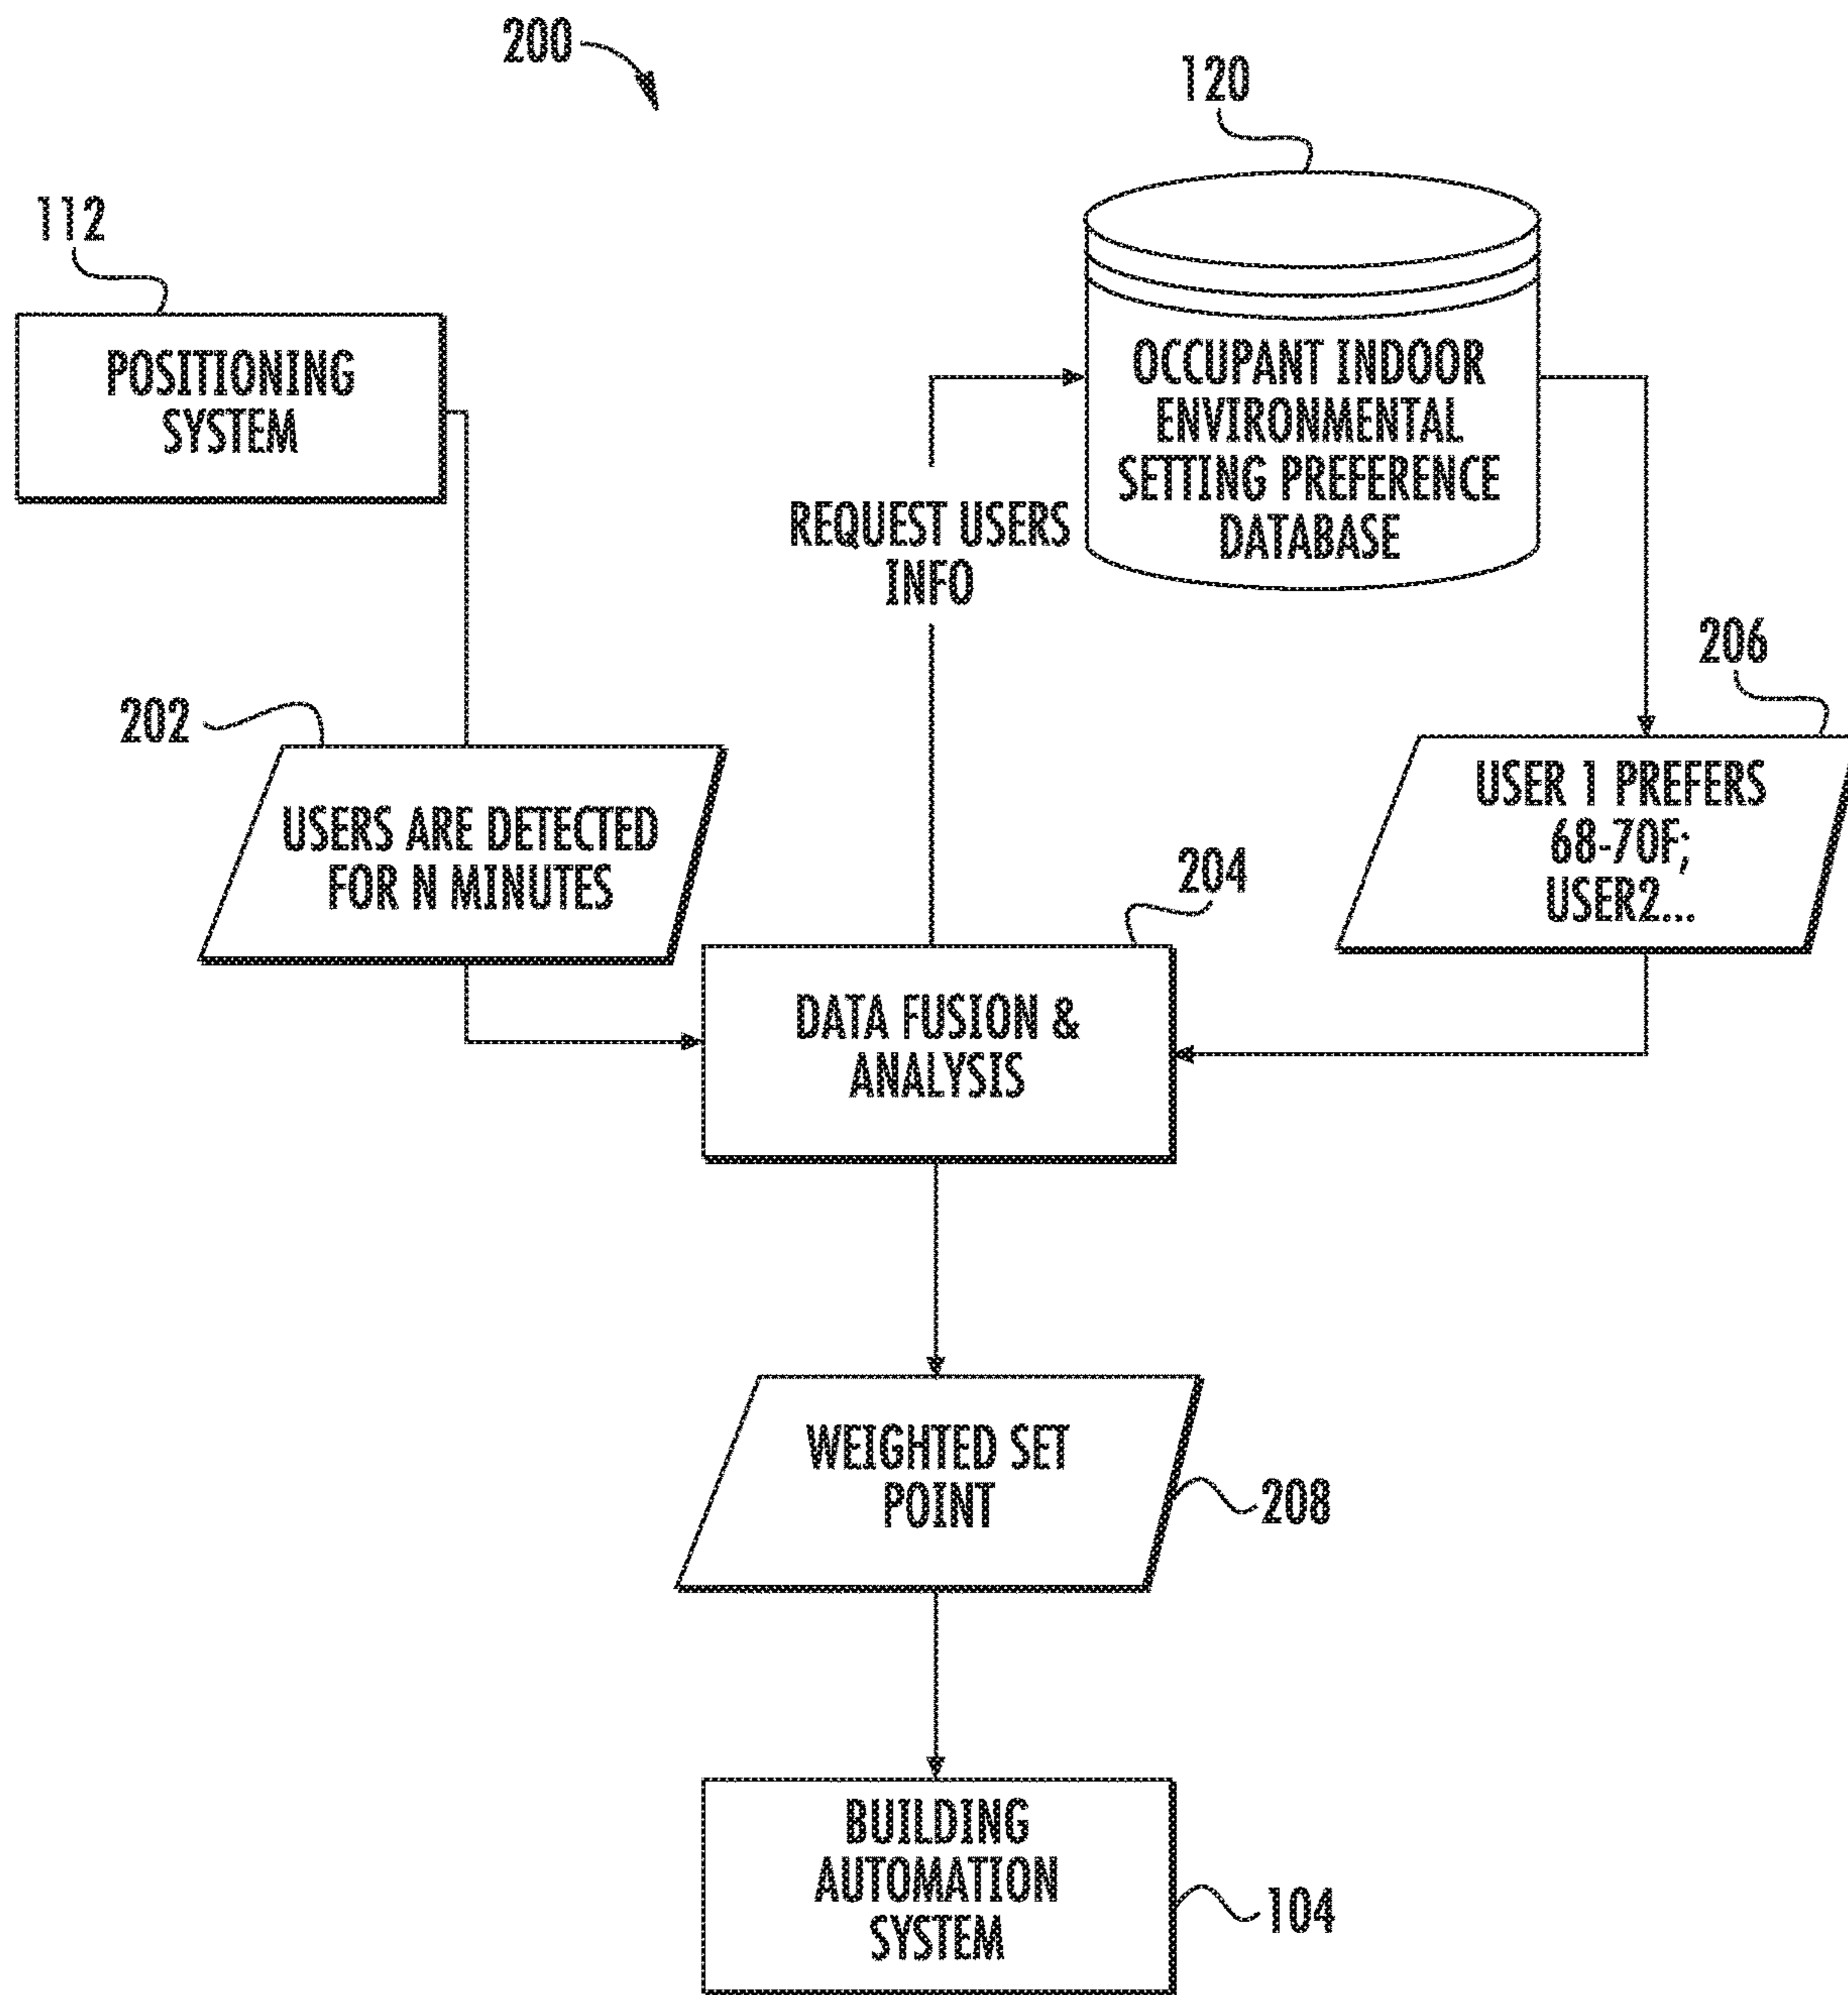 200
120
112
POSITIONING
SYSTEM
OCCUPANT INDOOR
ENVIRONMENTAL
SETTING PREFERENCE
DATABASE
REQUEST USERS
INFO
206
202
USERS ARE DETECTED
FOR N MINUTES
USER 1 PREFERS
68-70F;
USER2...
204
DATA FUSION &
ANALYSIS
WEIGHTED SET
POINT
208
BUILDING
AUTOMATION
SYSTEM
104